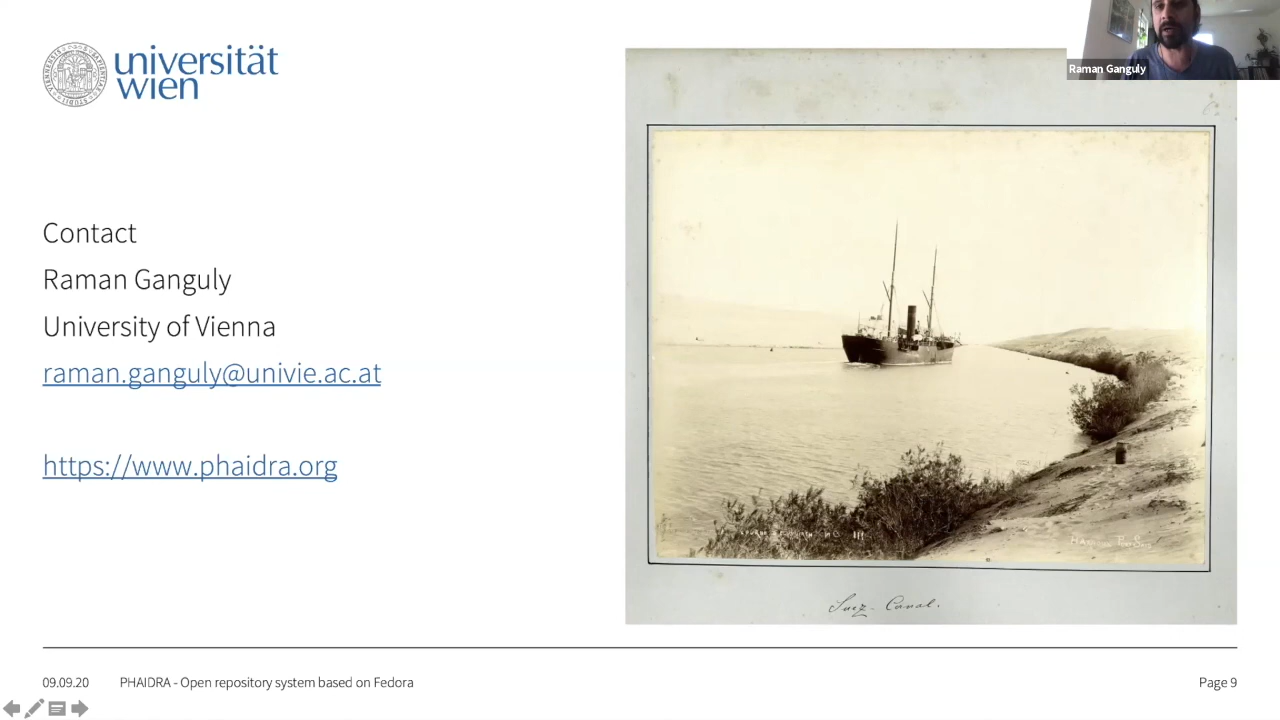 universität
wien
Raman Ganguly
Contact
Raman Ganguly
University of Vienna
raman.ganguly@univie.ac.at
https://www.phaidra.org
Suez Canal.
09.09.20
PHAIDRA - Open repository system based on Fedora
Page 9